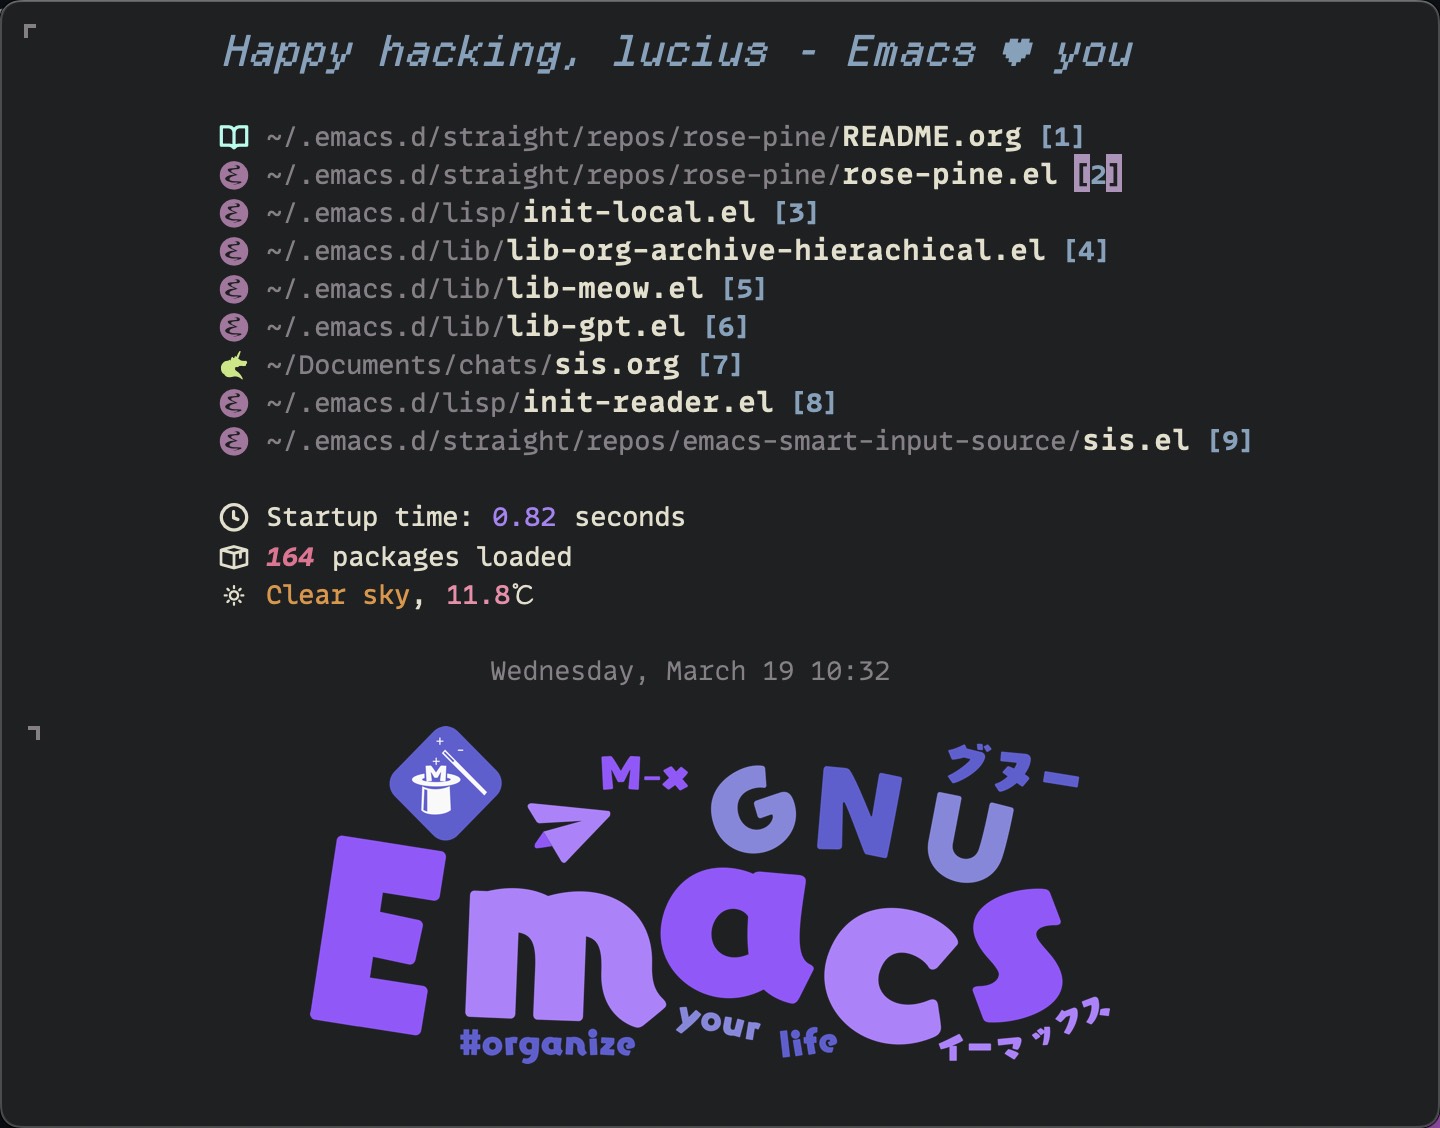 Happy hacking, lucius - Emacs ♥ you
~/.emacs.d/straight/repos/rose-pine/README.org [1]
~/.emacs.d/straight/repos/rose-pine/rose-pine.el [2]
~/.emacs.d/lisp/init-local.el [3]
~/.emacs.d/lib/lib-org-archive-hierachical.el [4]
~/.emacs.d/lib/lib-meow.el [5]
~/.emacs.d/lib/lib-gpt.el [6]
~/Documents/chats/sis.org [7]
~/.emacs.d/lisp/init-reader.el [8]
~/.emacs.d/straight/repos/emacs-smart-input-source/sis.el [9]
Startup time: 0.82 seconds
164 packages loaded
Clear sky, 11.8℃
Wednesday, March 19 10:32
M
M-x
GNU
グヌー
Emacs
#organize your life
イーマックス